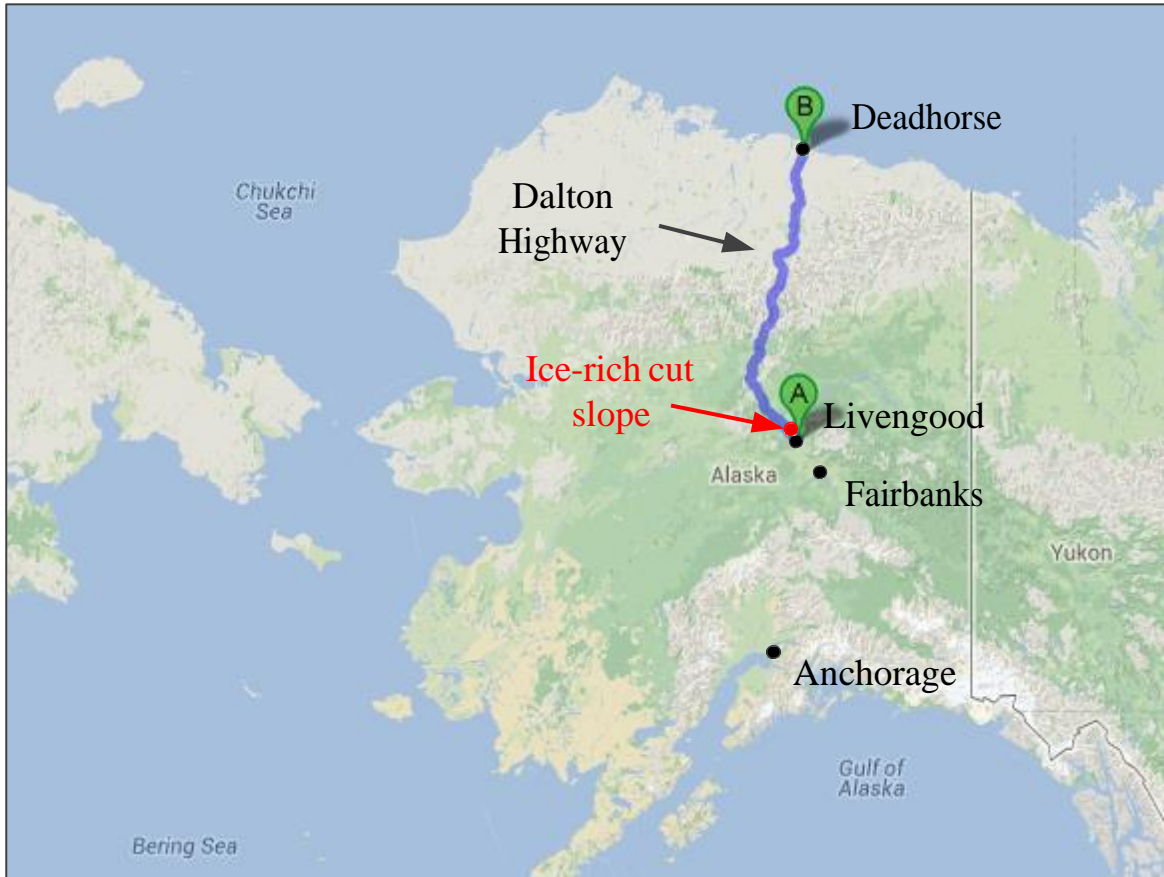 B
Deadhorse
Chukchi
Sea
Dalton
Highway
Ice-rich cut
slope
A
Livengood
Alaska
Fairbanks
Yukon
Anchorage
Gulf of
Alaska
Bering Sea